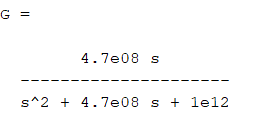 G =
4.7e08 s
---------------------
s^2 + 4.7e08 s + 1e12